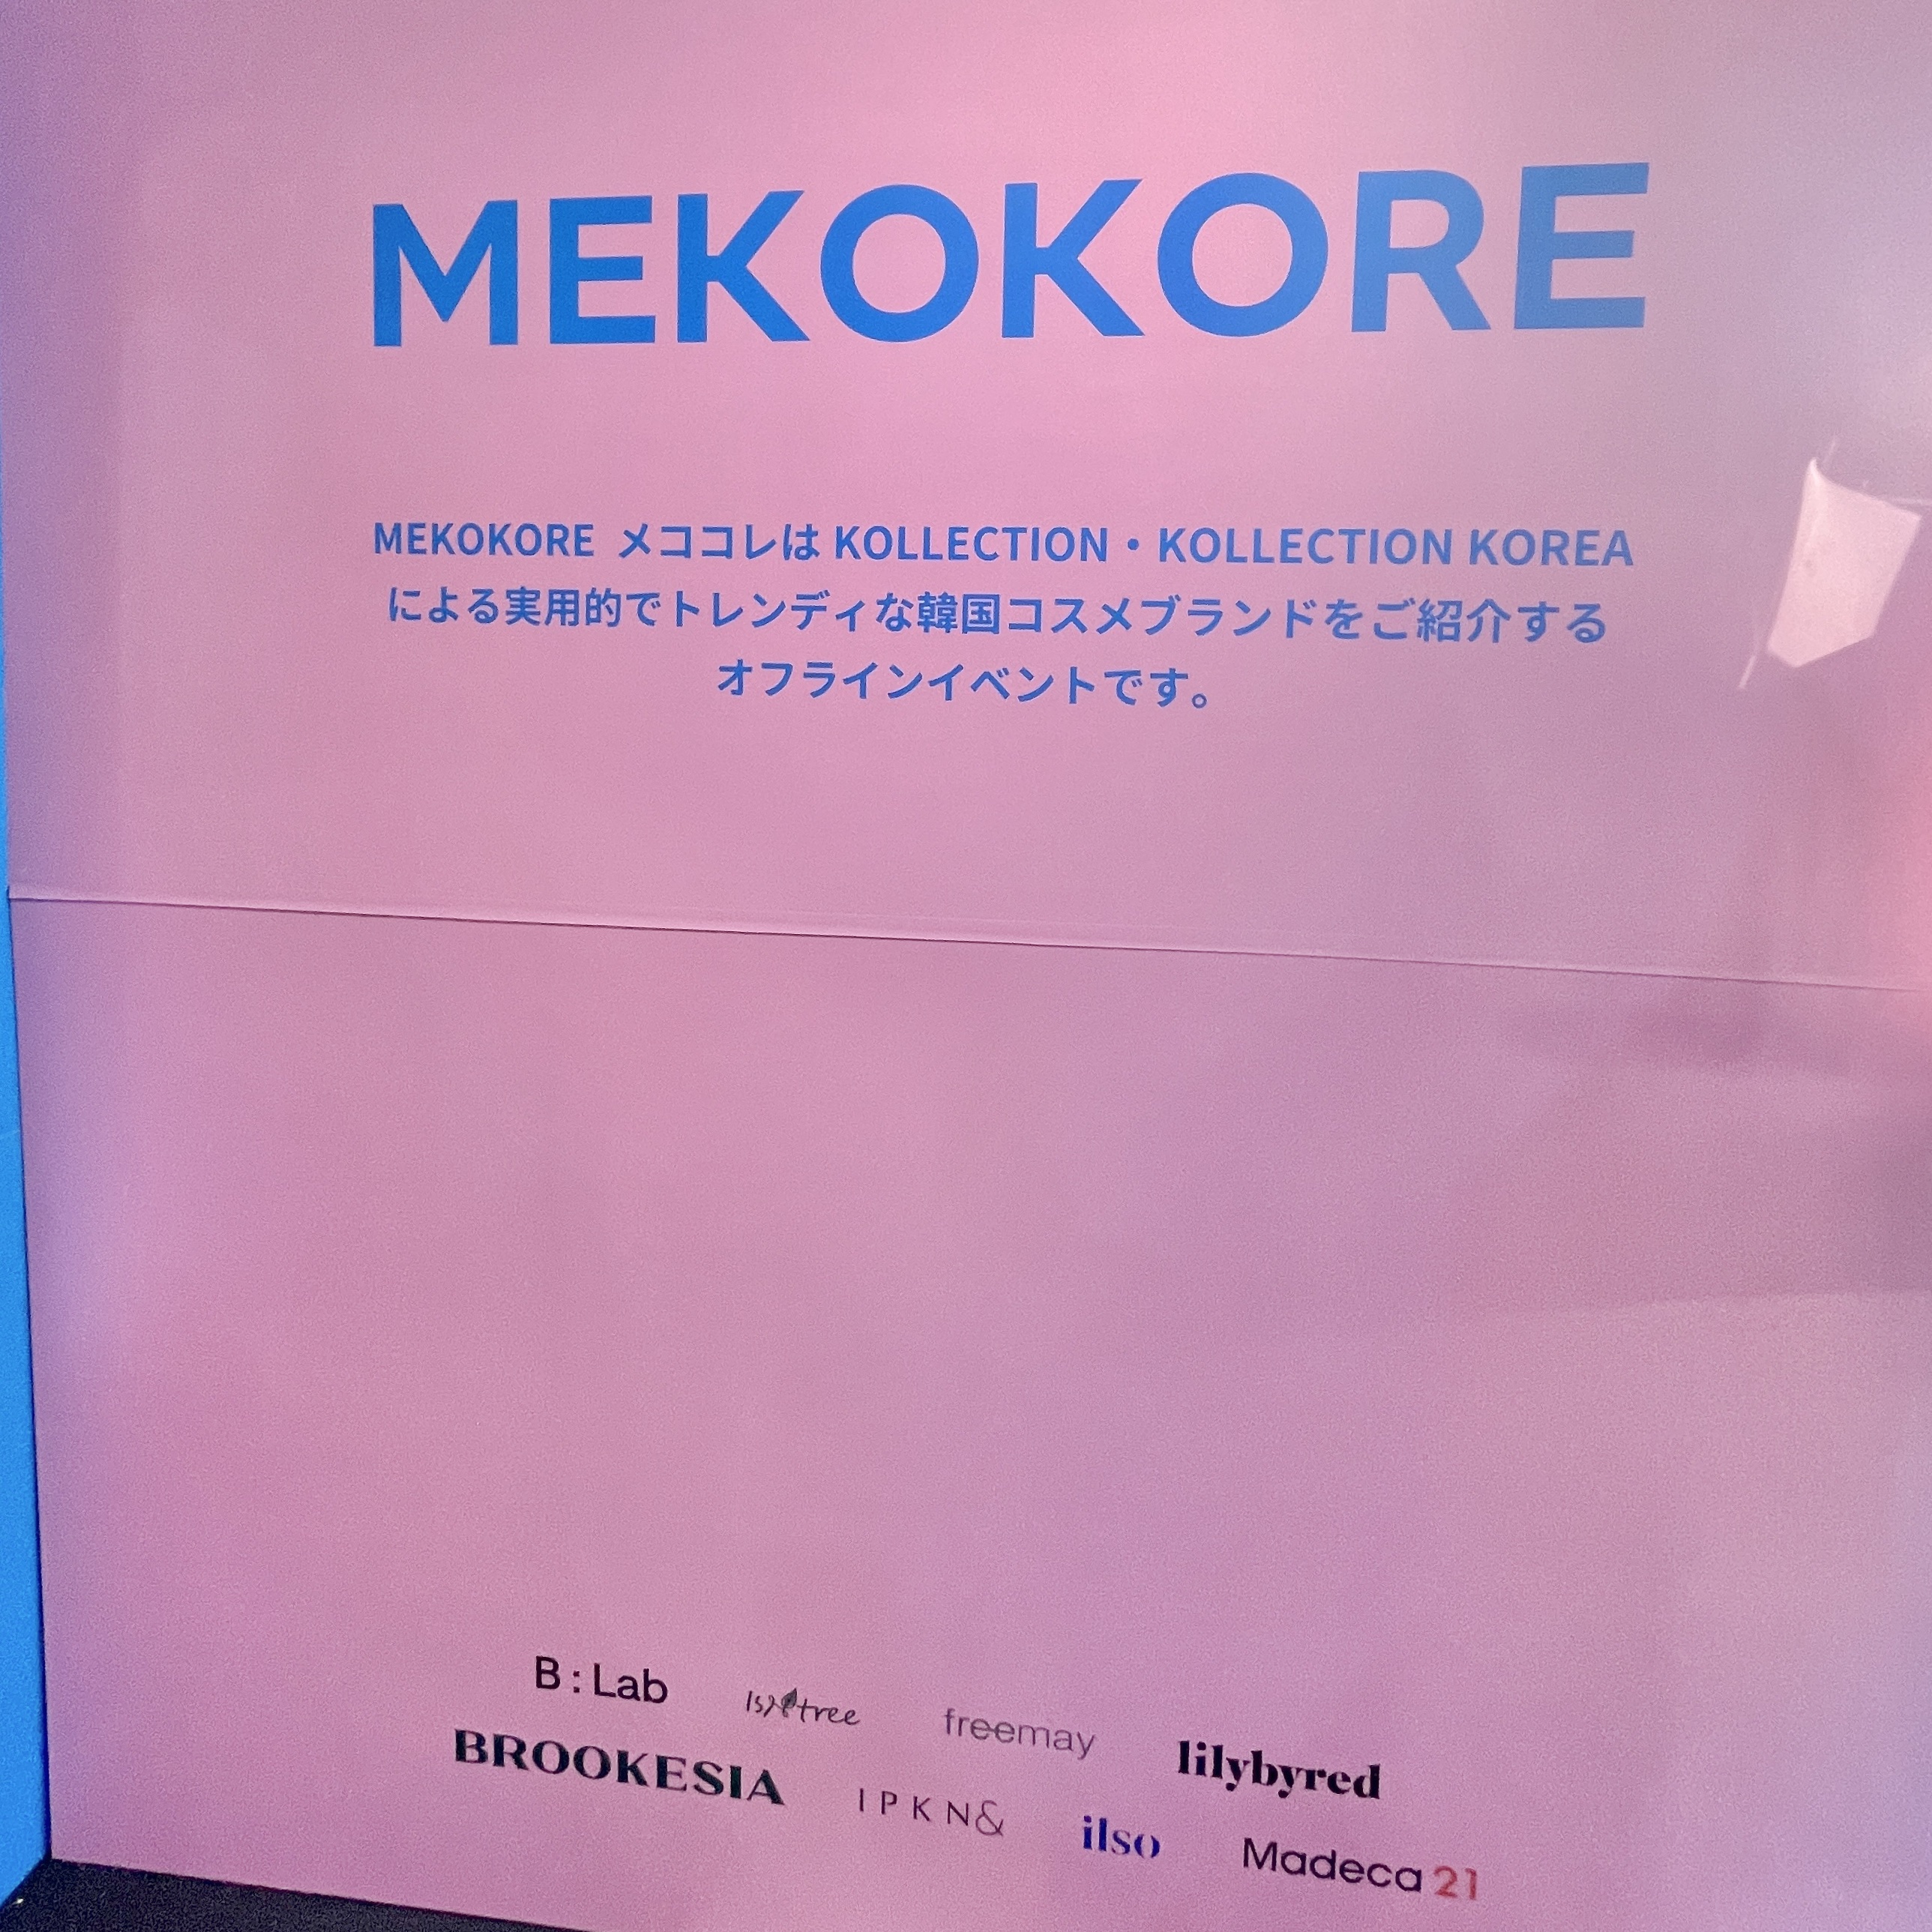 MEKOKORE
MEKOKORE メココレは KOLLECTION・KOLLECTION KOREA
による実用的でトレンディな韓国コスメブランドをご紹介する
オフラインイベントです。
B : Lab Isntree freemay lilybyred
BROOKESIA IPKN& ilso Madeca 21